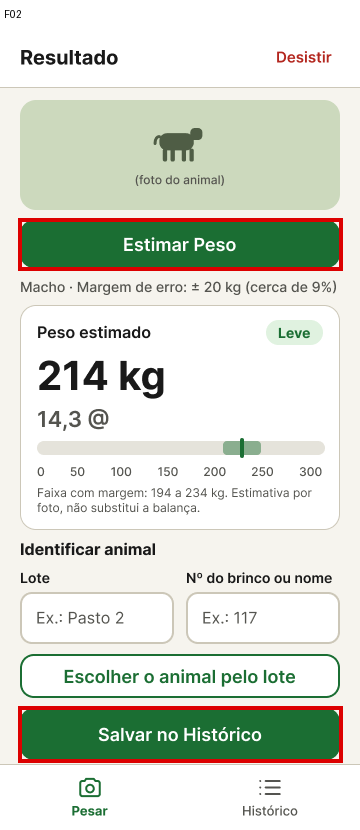 F02
Resultado
Desistir
(foto do animal)
Estimar Peso
Macho · Margem de erro: ± 20 kg (cerca de 9%)
Peso estimado
Leve
214 kg
14,3 @
0 50 100 150 200 250 300
Faixa com margem: 194 a 234 kg. Estimativa por
foto, não substitui a balança.
Identificar animal
Lote
Nº do brinco ou nome
Ex.: Pasto 2
Ex.: 117
Escolher o animal pelo lote
Salvar no Histórico
Pesar
Histórico